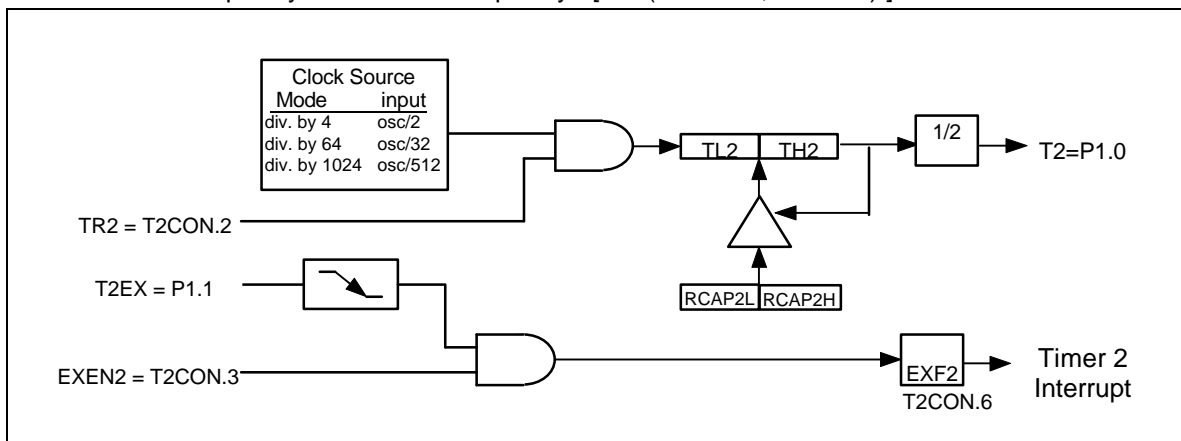 Clock Source
Mode input
div. by 4 osc/2
div. by 64 osc/32
div. by 1024 osc/512
TL2 TH2
1/2
T2=P1.0
TR2 = T2CON.2
T2EX = P1.1
RCAP2L RCAP2H
EXEN2 = T2CON.3
EXF2
T2CON.6
Timer 2
Interrupt